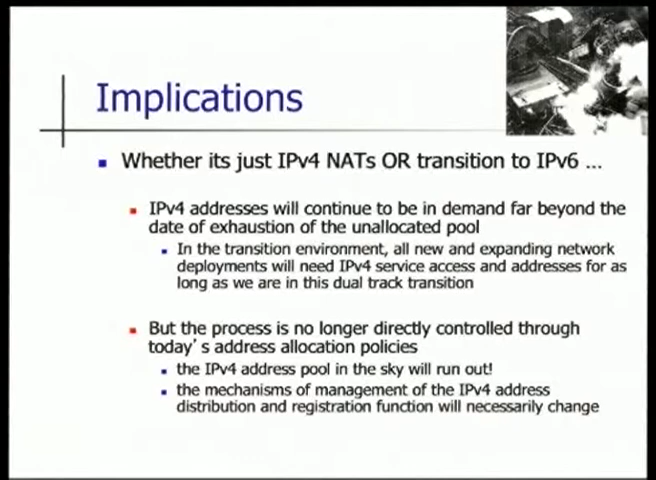 Implications
Whether its just IPv4 NATs OR transition to IPv6 ...
IPv4 addresses will continue to be in demand far beyond the
date of exhaustion of the unallocated pool
In the transition environment, all new and expanding network
deployments will need IPv4 service access and addresses for as
long as we are in this dual track transition
But the process is no longer directly controlled through
today's address allocation policies
the IPv4 address pool in the sky will run out!
the mechanisms of management of the IPv4 address
distribution and registration function will necessarily change